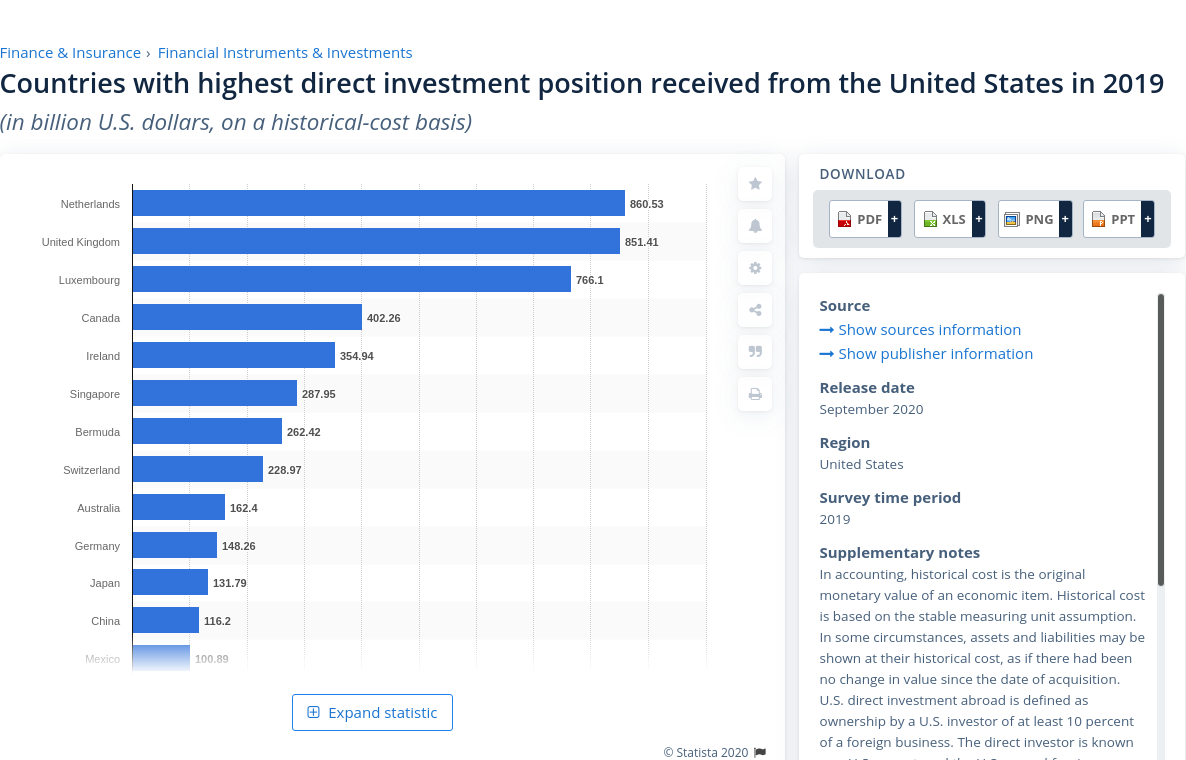 Finance & Insurance › Financial Instruments & Investments
Countries with highest direct investment position received from the United States in 2019
(in billion U.S. dollars, on a historical-cost basis)
Netherlands 860.53
United Kingdom 851.41
Luxembourg 766.1
Canada 402.26
Ireland 354.94
Singapore 287.95
Bermuda 262.42
Switzerland 228.97
Australia 162.4
Germany 148.26
Japan 131.79
China 116.2
Mexico 100.89
Expand statistic
© Statista 2020
DOWNLOAD
PDF + XLS + PNG + PPT +
Source
Show sources information
Show publisher information
Release date
September 2020
Region
United States
Survey time period
2019
Supplementary notes
In accounting, historical cost is the original
monetary value of an economic item. Historical cost
is based on the stable measuring unit assumption.
In some circumstances, assets and liabilities may be
shown at their historical cost, as if there had been
no change in value since the date of acquisition.
U.S. direct investment abroad is defined as
ownership by a U.S. investor of at least 10 percent
of a foreign business. The direct investor is known